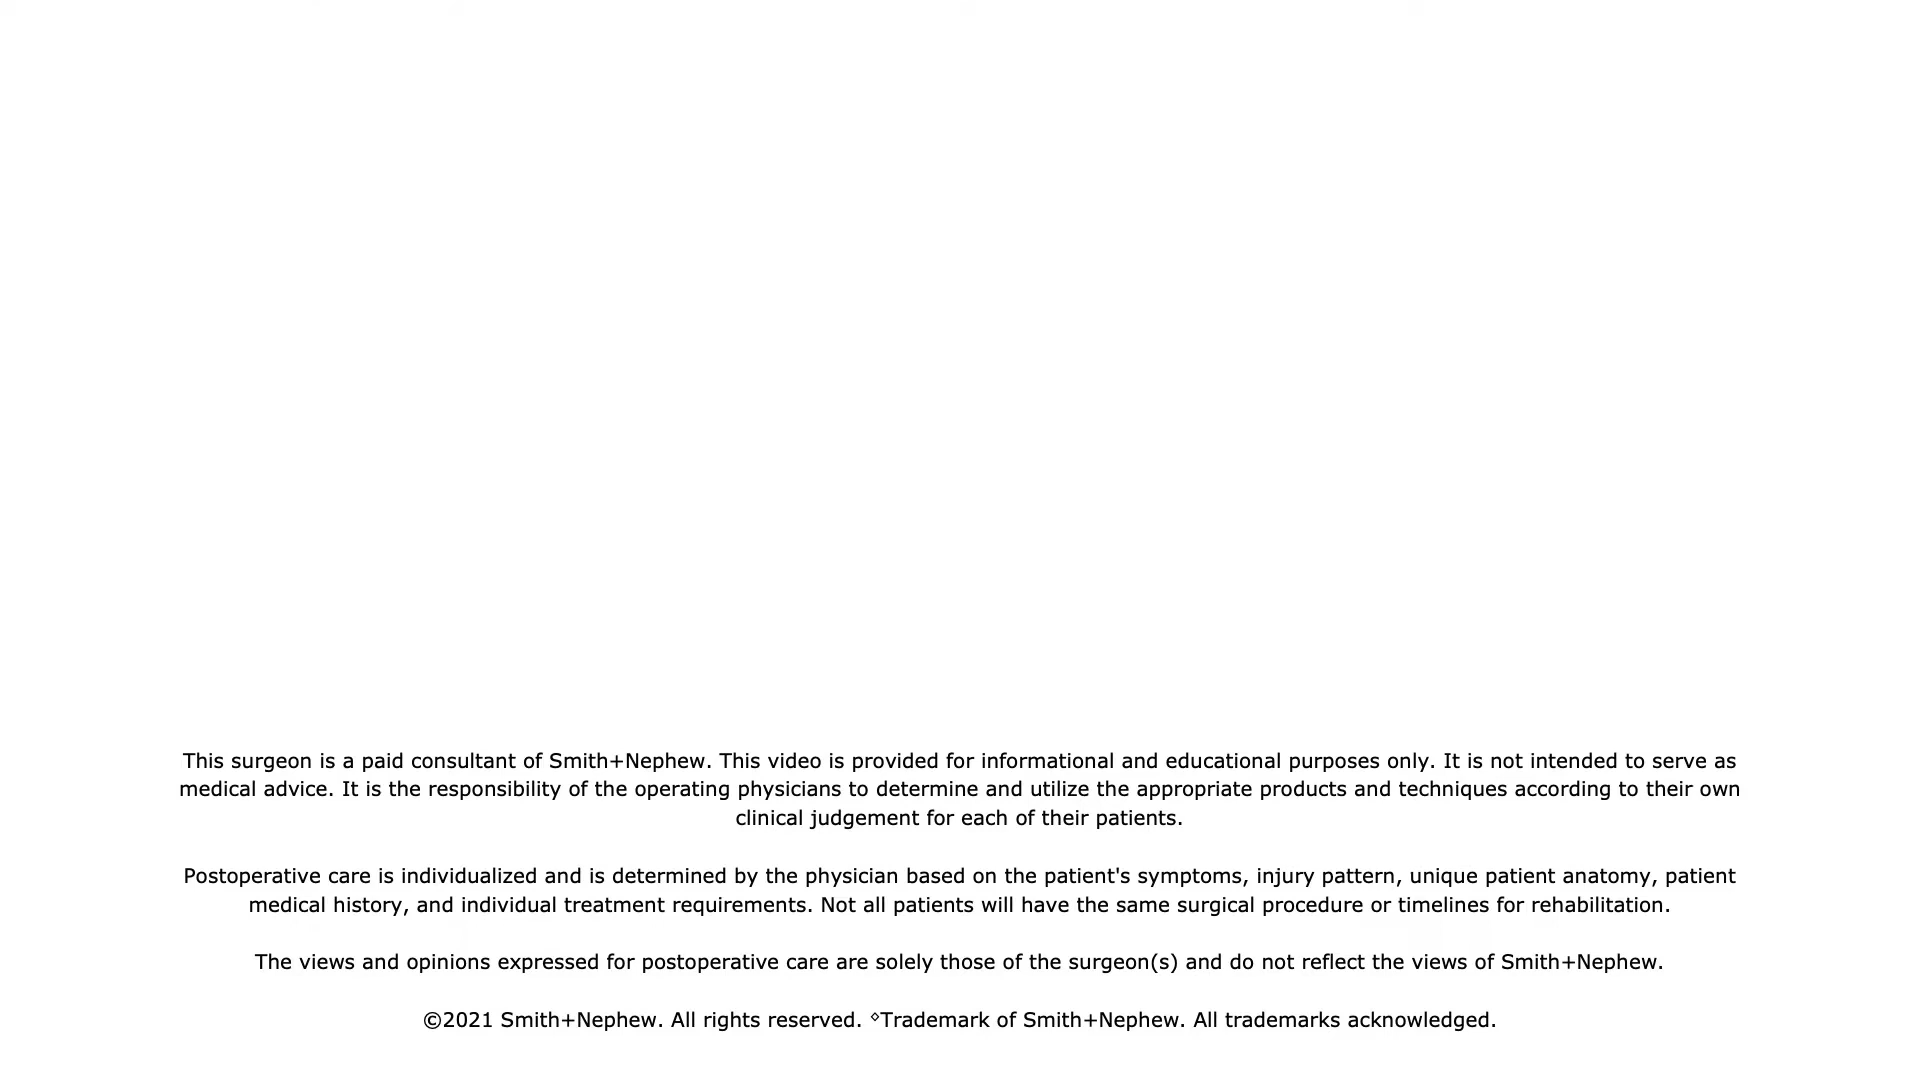 This surgeon is a paid consultant of Smith+Nephew. This video is provided for informational and educational purposes only. It is not intended to serve as
medical advice. It is the responsibility of the operating physicians to determine and utilize the appropriate products and techniques according to their own
clinical judgement for each of their patients.
Postoperative care is individualized and is determined by the physician based on the patient's symptoms, injury pattern, unique patient anatomy, patient
medical history, and individual treatment requirements. Not all patients will have the same surgical procedure or timelines for rehabilitation.
The views and opinions expressed for postoperative care are solely those of the surgeon(s) and do not reflect the views of Smith+Nephew.
©2021 Smith+Nephew. All rights reserved. ◊Trademark of Smith+Nephew. All trademarks acknowledged.